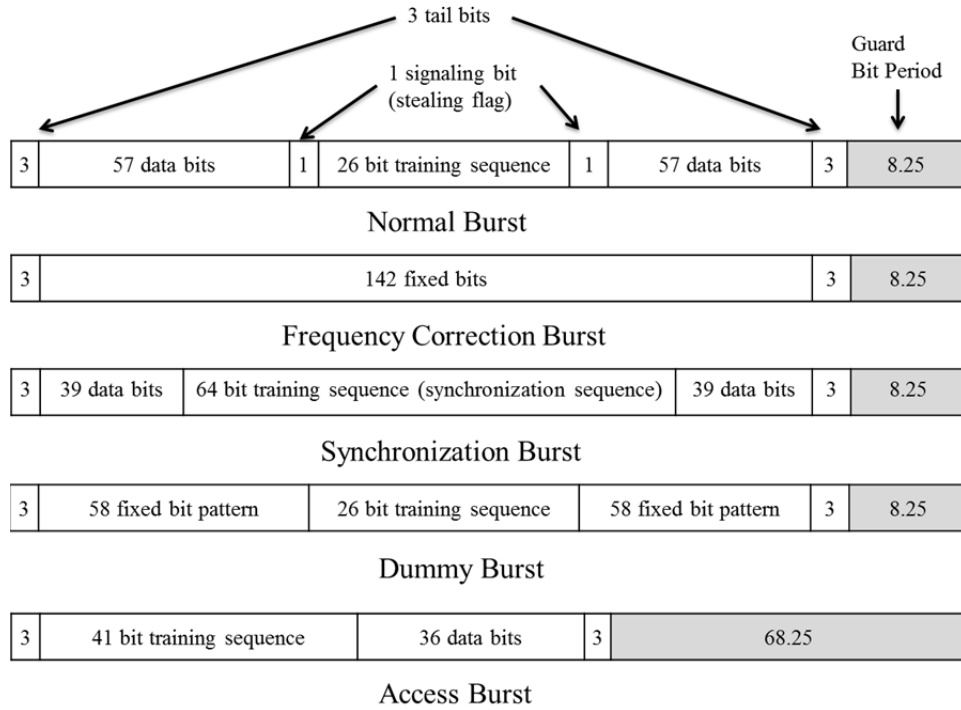 3 tail bits
Guard
Bit Period
1 signaling bit
(stealing flag)
3 57 data bits 1 26 bit training sequence 1 57 data bits 3 8.25
Normal Burst
3 142 fixed bits 3 8.25
Frequency Correction Burst
3 39 data bits 64 bit training sequence (synchronization sequence) 39 data bits 3 8.25
Synchronization Burst
3 58 fixed bit pattern 26 bit training sequence 58 fixed bit pattern 3 8.25
Dummy Burst
3 41 bit training sequence 36 data bits 3 68.25
Access Burst